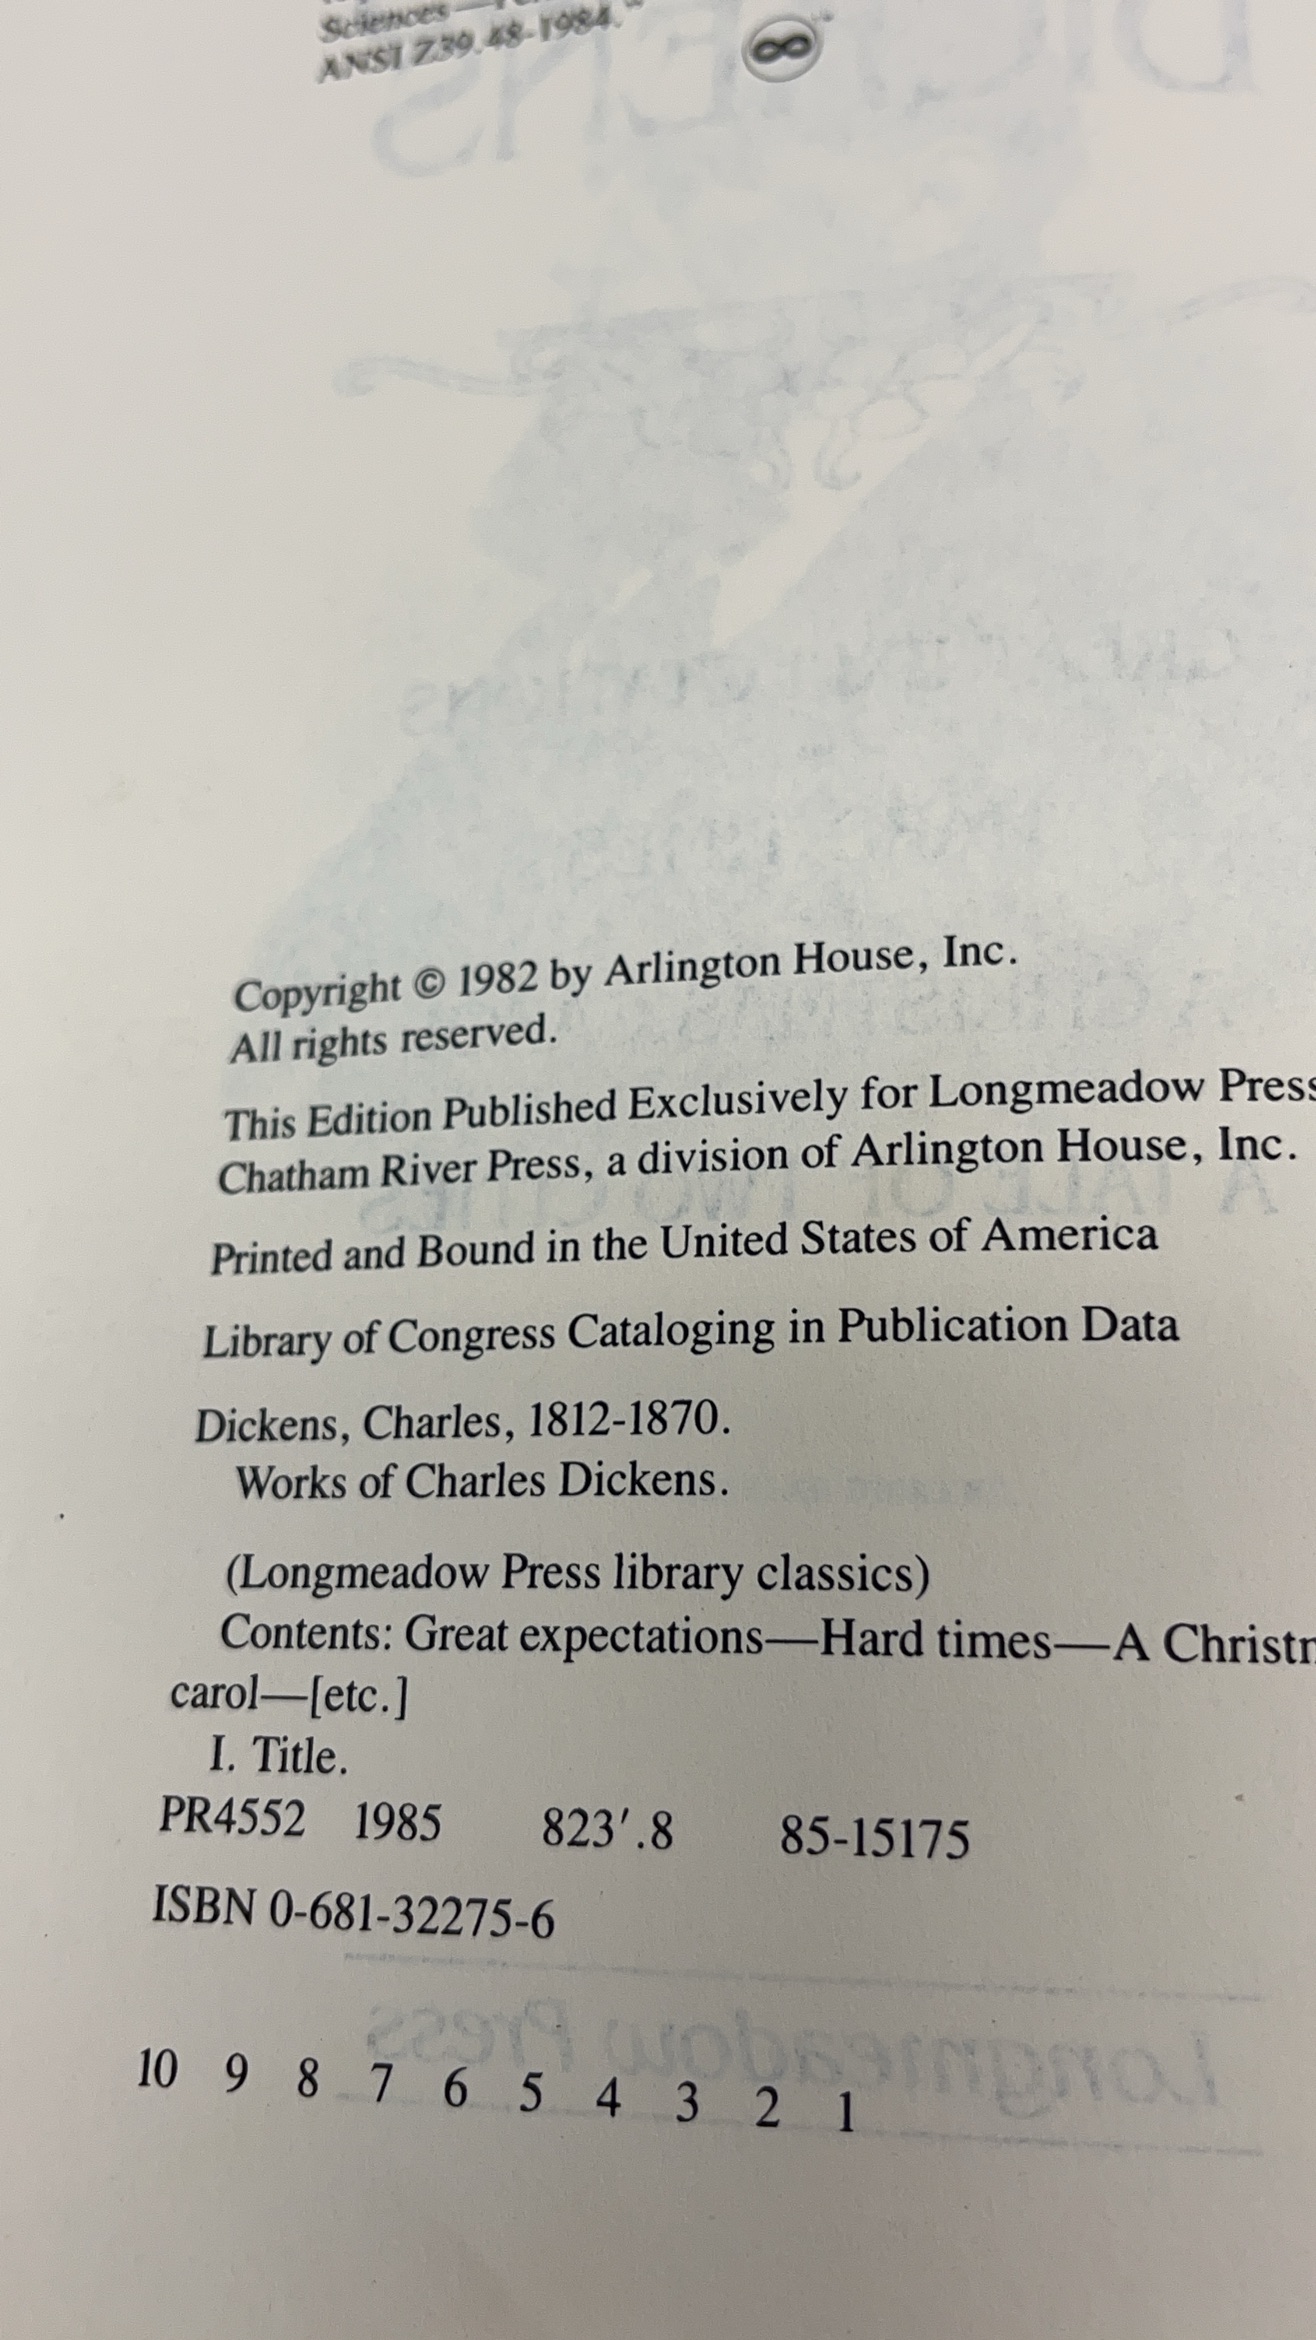 Sciences—
ANSI Z39.48-1984."
Copyright © 1982 by Arlington House, Inc.
All rights reserved.
This Edition Published Exclusively for Longmeadow Press
Chatham River Press, a division of Arlington House, Inc.
Printed and Bound in the United States of America
Library of Congress Cataloging in Publication Data
Dickens, Charles, 1812-1870.
Works of Charles Dickens.
(Longmeadow Press library classics)
Contents: Great expectations—Hard times—A
carol—[etc.]
I. Title.
PR4552 1985 823′.8 85-15175
ISBN 0-681-32275-6
10 9 8 7 6 5 4 3 2 1